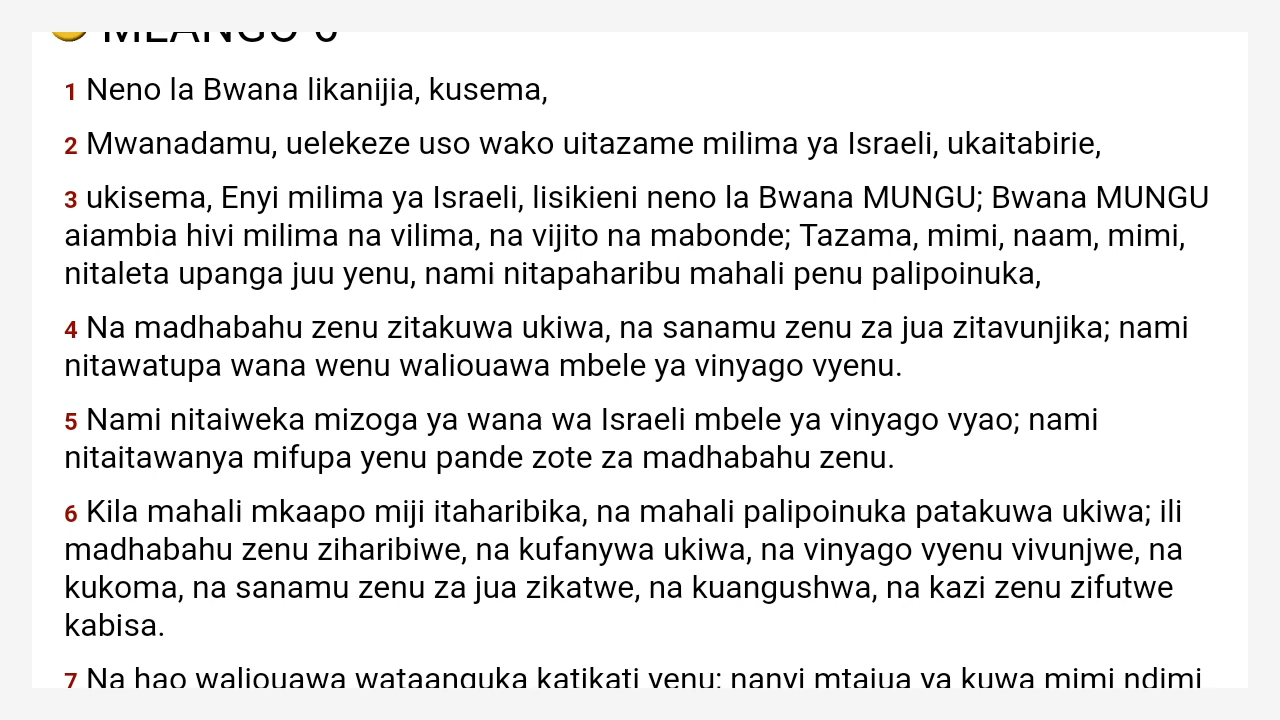 MLANGO 6
1 Neno la Bwana likanijia, kusema,
2 Mwanadamu, uelekeze uso wako uitazame milima ya Israeli, ukaitabirie,
3 ukisema, Enyi milima ya Israeli, lisikieni neno la Bwana MUNGU; Bwana MUNGU
aiambia hivi milima na vilima, na vijito na mabonde; Tazama, mimi, naam, mimi,
nitaleta upanga juu yenu, nami nitapaharibu mahali penu palipoinuka,
4 Na madhabahu zenu zitakuwa ukiwa, na sanamu zenu za jua zitavunjika; nami
nitawatupa wana wenu waliouawa mbele ya vinyago vyenu.
5 Nami nitaiweka mizoga ya wana wa Israeli mbele ya vinyago vyao; nami
nitaitawanya mifupa yenu pande zote za madhabahu zenu.
6 Kila mahali mkaapo miji itaharibika, na mahali palipoinuka patakuwa ukiwa; ili
madhabahu zenu ziharibiwe, na kufanywa ukiwa, na vinyago vyenu vivunjwe, na
kukoma, na sanamu zenu za jua zikatwe, na kuangushwa, na kazi zenu zifutwe
kabisa.
7 Na hao waliouawa wataanguka katikati yenu; nanyi mtajua ya kuwa mimi ndimi